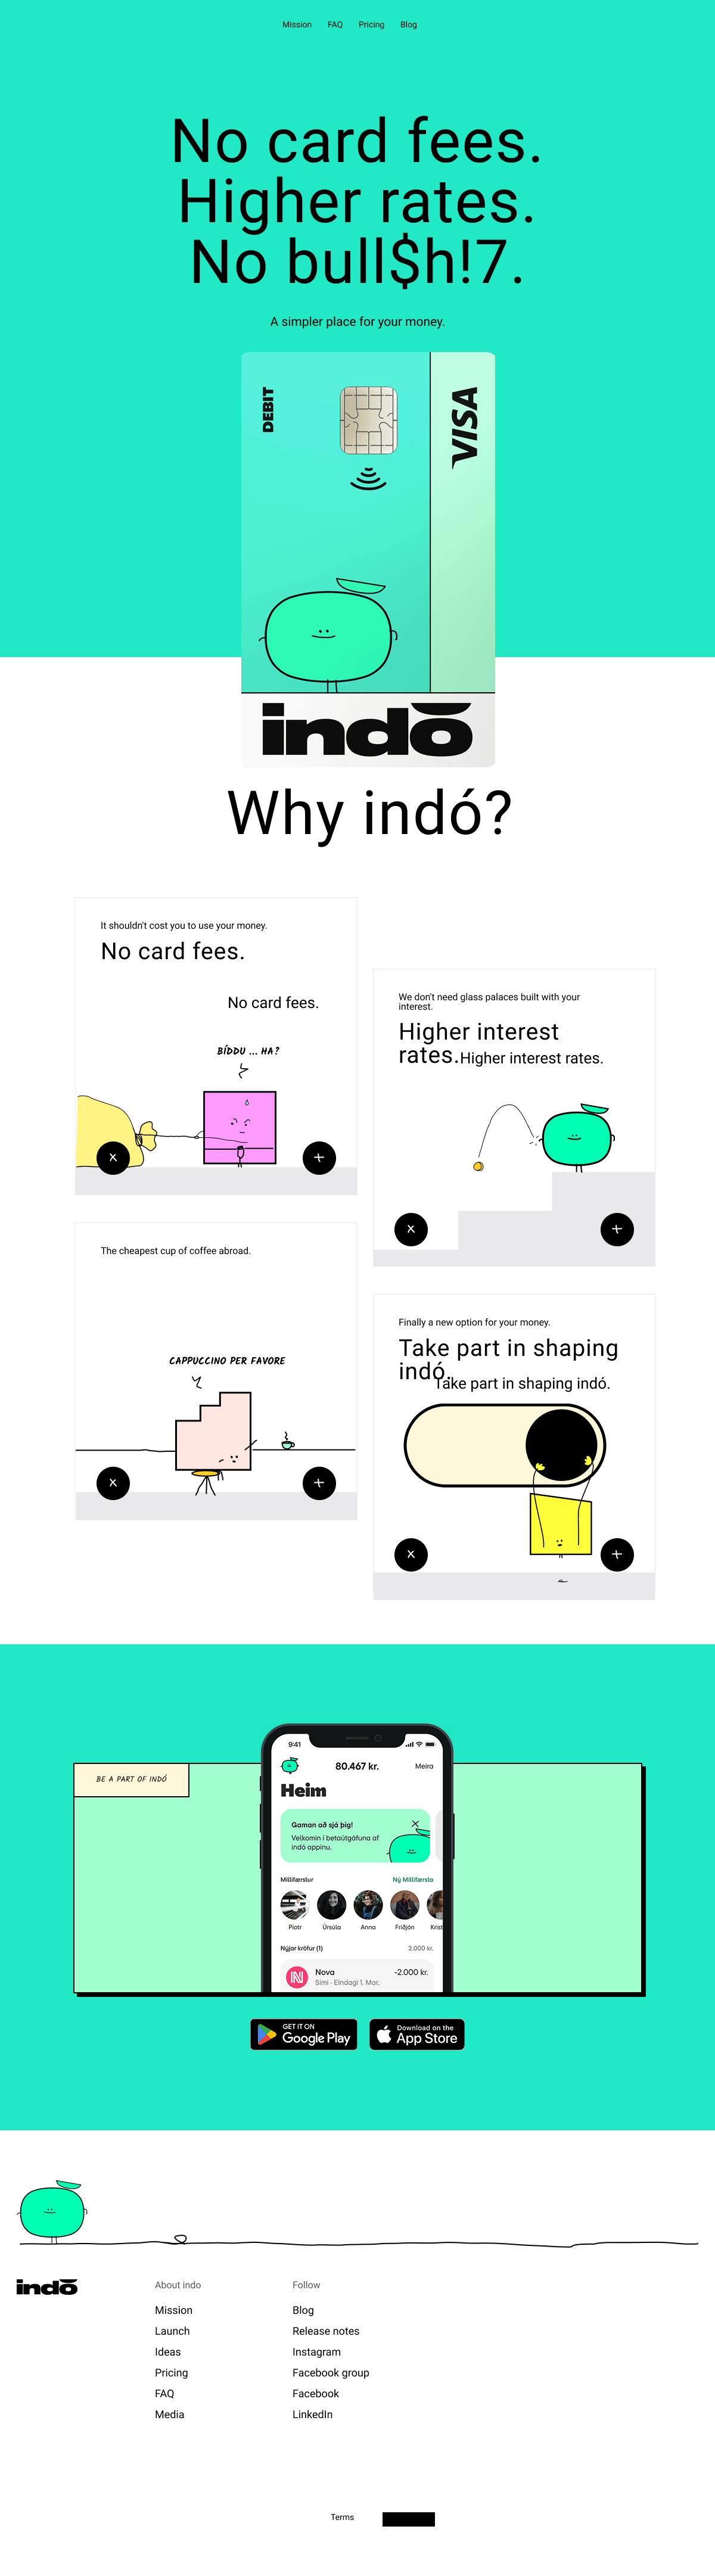 Mission FAQ Pricing Blog
No card fees.
Higher rates.
No bull$h!7.
A simpler place for your money.
DEBIT
VISA
indó
Why indó?
It shouldn't cost you to use your money.
No card fees.
No card fees.
BÍDDU ... HA?
We don't need glass palaces built with your
interest.
Higher interest
rates.
Higher interest rates.
The cheapest cup of coffee abroad.
CAPPUCCINO PER FAVORE
Finally a new option for your money.
Take part in shaping
indó.
Take part in shaping indó.
BE A PART OF INDÓ
9:41
80.467 kr.
Meira
Heim
Gaman að sjá þig!
Velkomin í betaútgáfuna af
indó appinu.
Millifærslur
Ný Millifærsla
Piotr Úrsúla Anna Friðjón Krist
Nýjar kröfur (1)
2.000 kr.
Nova
-2.000 kr.
Sími - Eindagi 1. Mar,
GET IT ON
Google Play
Download on the
App Store
indó
About indo
Mission
Launch
Ideas
Pricing
FAQ
Media
Follow
Blog
Release notes
Instagram
Facebook group
Facebook
LinkedIn
Terms